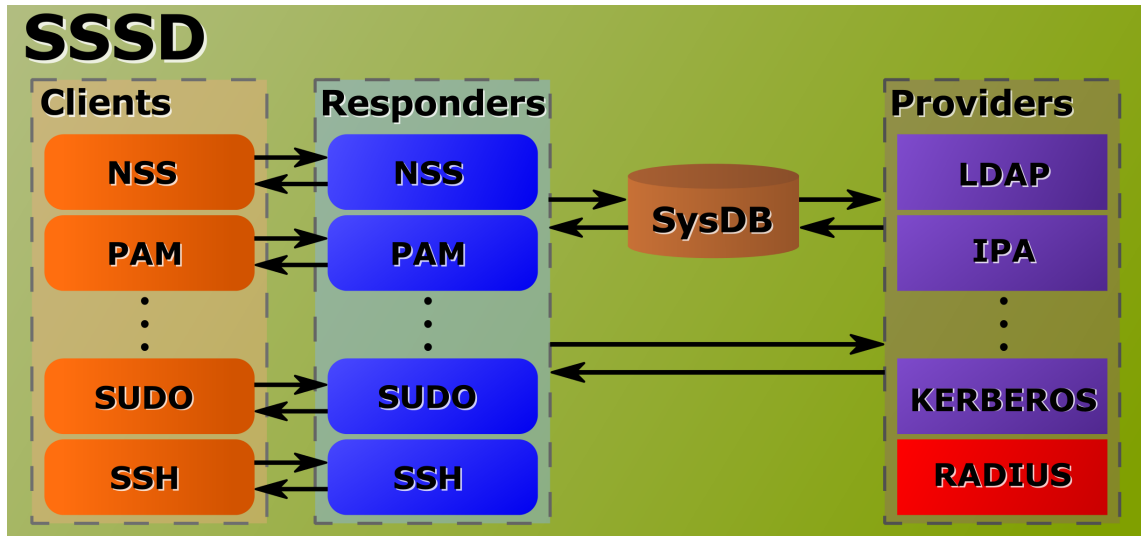 SSSD
Clients
NSS
PAM
SUDO
SSH
Responders
NSS
PAM
SUDO
SSH
SysDB
Providers
LDAP
IPA
KERBEROS
RADIUS